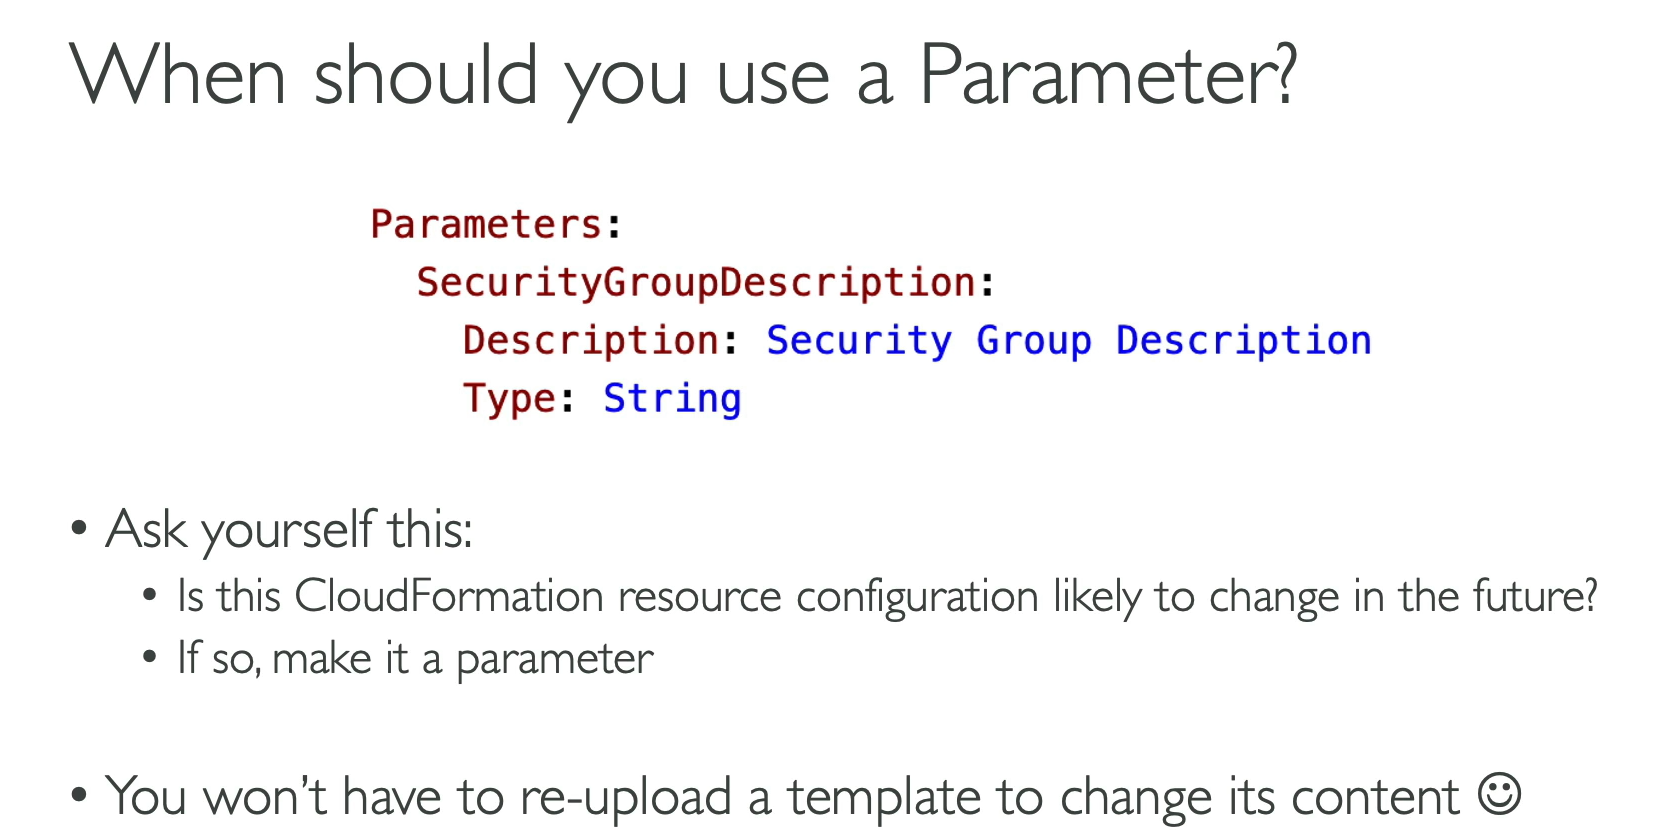 When should you use a Parameter?
Parameters:
SecurityGroupDescription:
Description: Security Group Description
Type: String
• Ask yourself this:
• Is this CloudFormation resource configuration likely to change in the future?
• If so, make it a parameter
• You won’t have to re-upload a template to change its content ☺